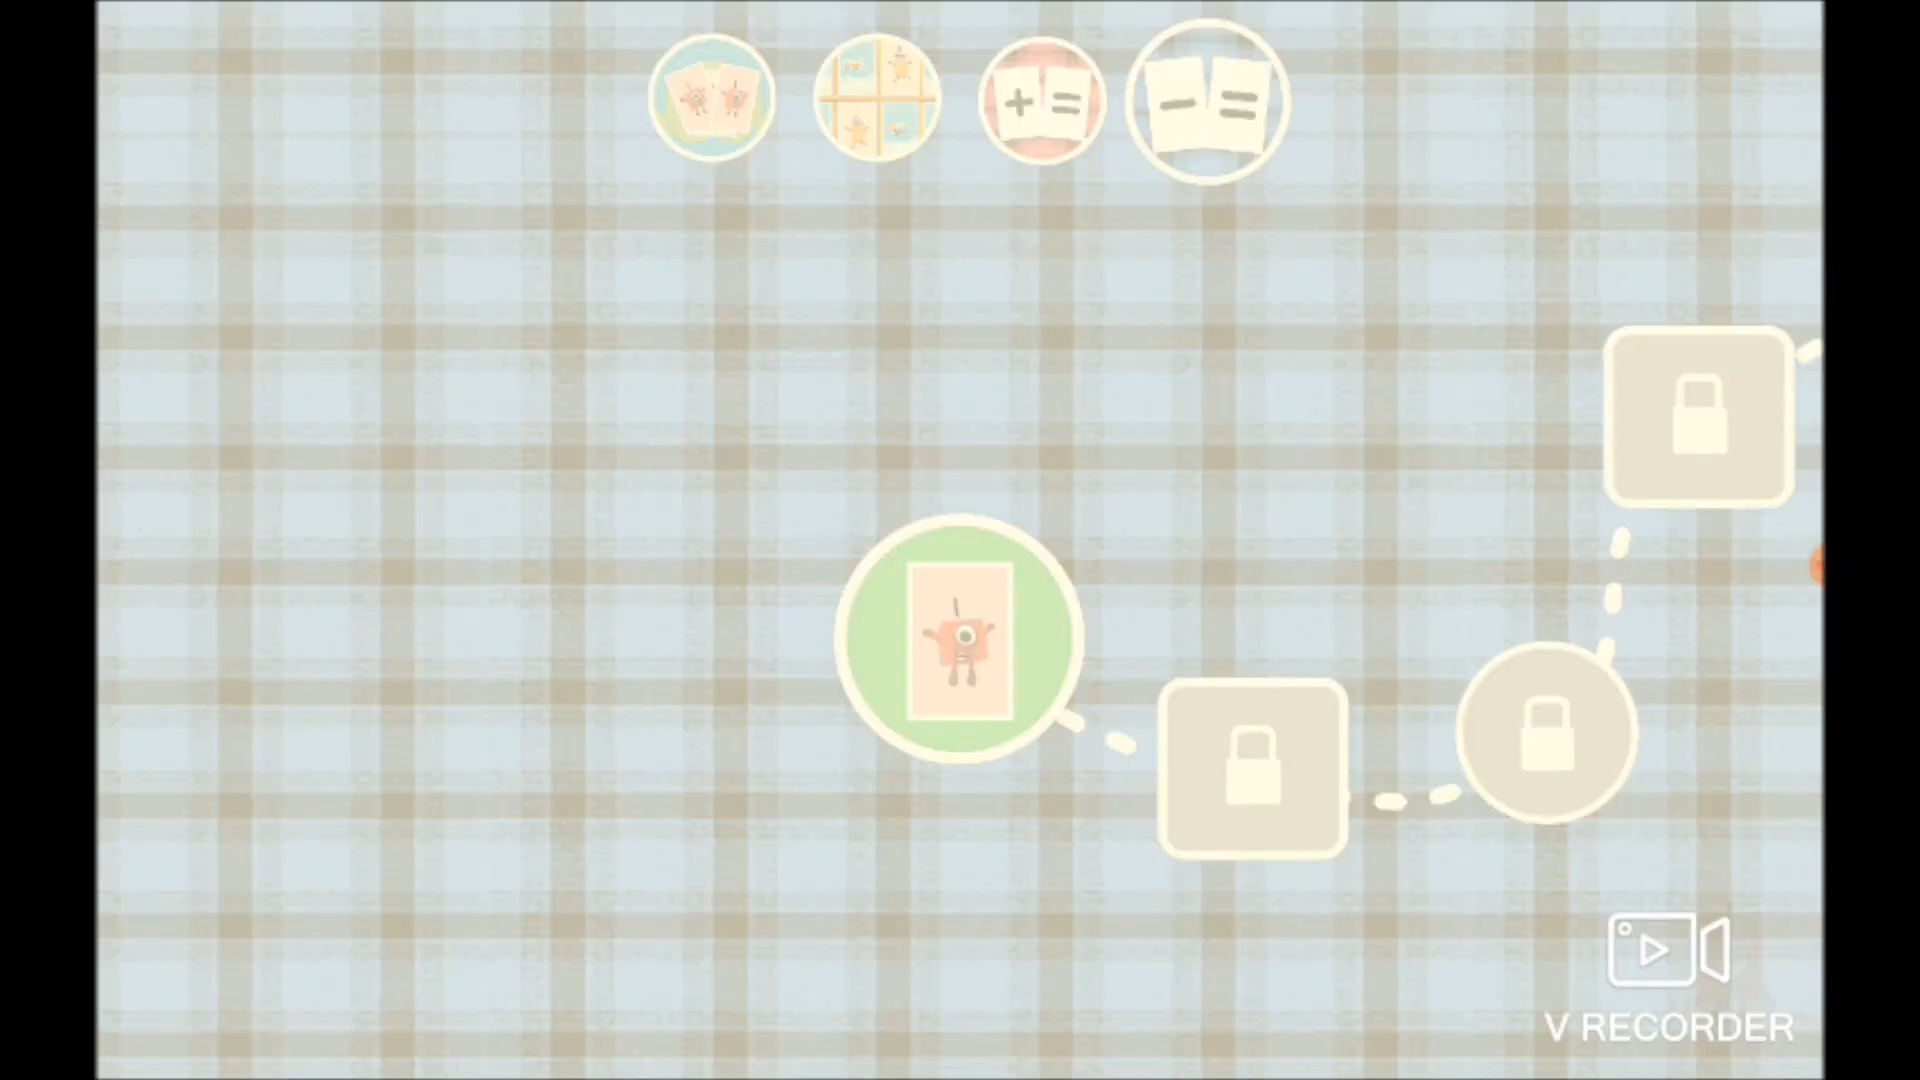 + =
- =
V RECORDER